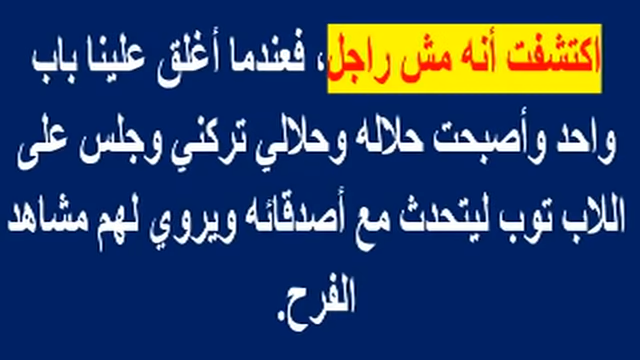 اكتشفت أنه مش راجل، فعندما أغلق علينا باب
واحد وأصبحت حلاله وحلالي تركني وجلس على
اللاب توب ليتحدث مع أصدقائه ويروي لهم مشاهد
الفرح.